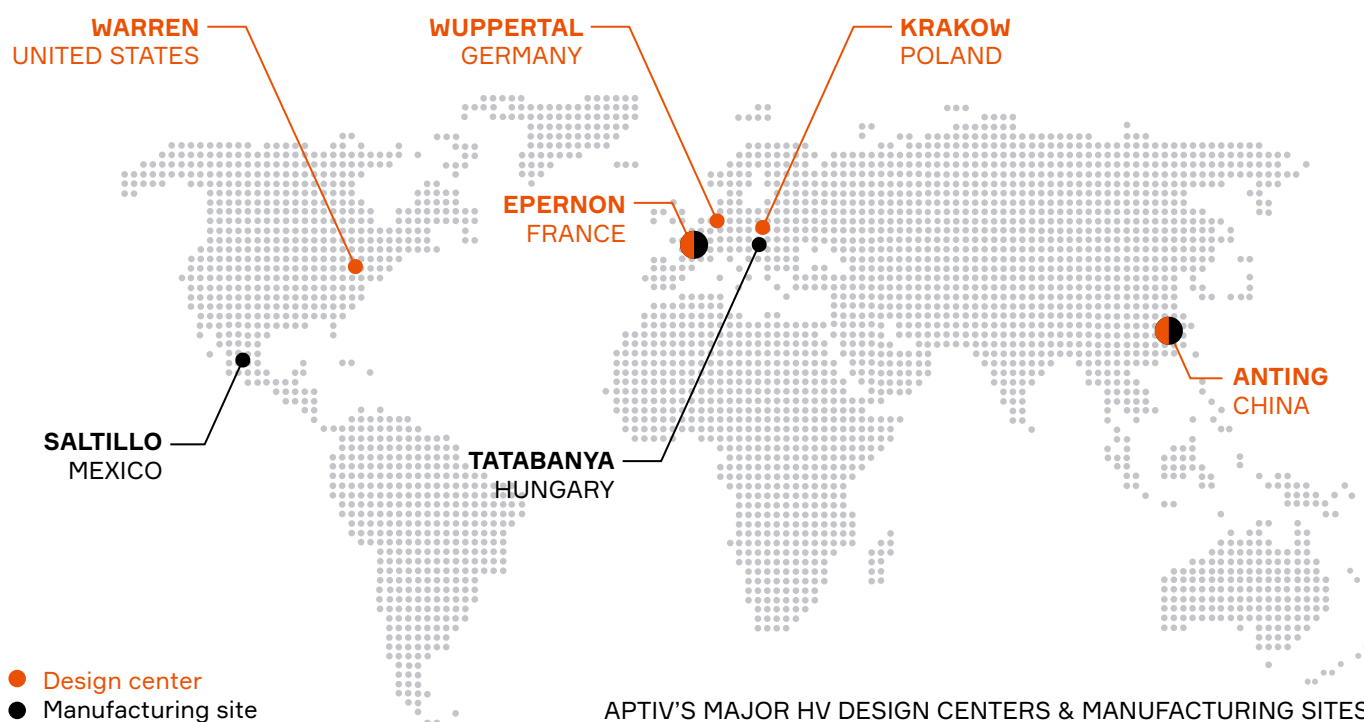 WARREN
UNITED STATES
WUPPERTAL
GERMANY
KRAKOW
POLAND
EPERNON
FRANCE
ANTING
CHINA
SALTILLO
MEXICO
TATABANYA
HUNGARY
Design center
Manufacturing site
APTIV'S MAJOR HV DESIGN CENTERS & MANUFACTURING SITES